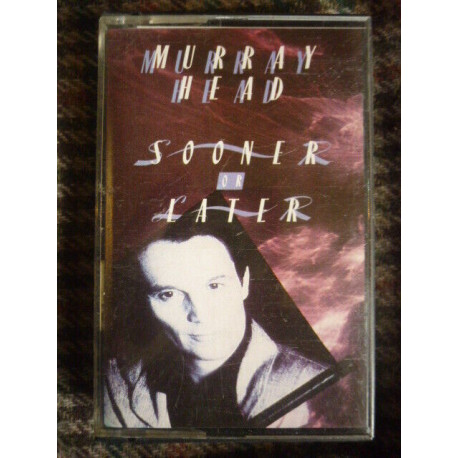 MURRAY
HEAD
SOONER
OR
LATER